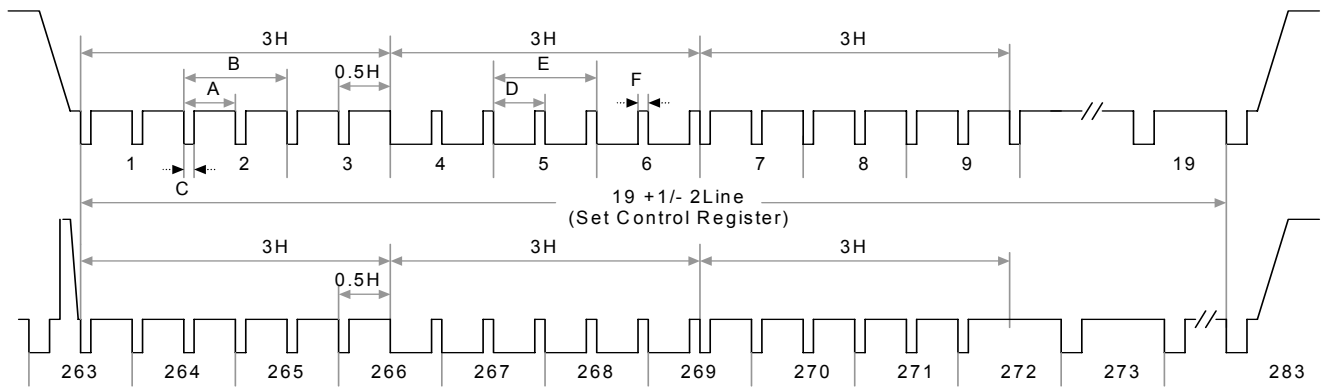 3H 3H 3H
B E
0.5H F
A D
1 2 3 4 5 6 7 8 9 19
C
19 +1/- 2Line
(Set Control Register)
3H 3H 3H
0.5H
263 264 265 266 267 268 269 270 271 272 273 283